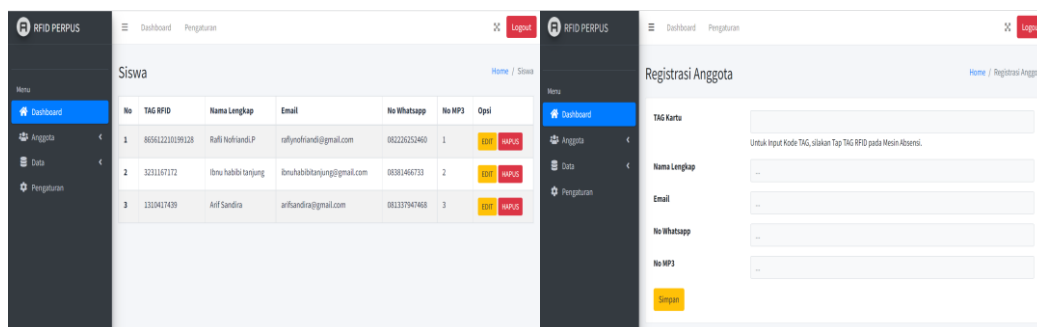 RFID PERPUS
Dashboard Pengaturan
Logout
Menu
Dashboard
Anggota
Data
Pengaturan
Siswa
Home / Siswa
No TAG RFID Nama Lengkap Email No Whatsapp No MP3 Opsi
1 865612210199128 Rafli Nofriandi.P raflynofriandi@gmail.com 082226252460 1 EDIT HAPUS
2 3231167172 Ibnu habibi tanjung ibnuhabibitanjung@gmail.com 08381466733 2 EDIT HAPUS
3 1310417439 Arif Sandira arifsandira@gmail.com 081337947468 3 EDIT HAPUS
RFID PERPUS
Dashboard Pengaturan
Logou
Menu
Dashboard
Anggota
Data
Pengaturan
Registrasi Anggota
Home / Registrasi Anggo
TAG Kartu
Untuk Input Kode TAG, silakan Tap TAG RFID pada Mesin Absensi.
Nama Lengkap
...
Email
...
No Whatsapp
...
No MP3
...
Simpan